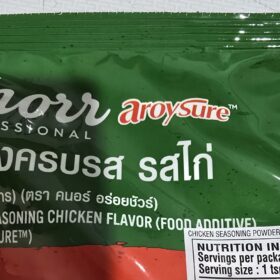 norr aroysure™
ESSIONAL
งครบรส รสไก่
าร) (ตรา คนอร์ อร่อยชัวร์)
ASONING CHICKEN FLAVOR (FOOD ADDITIVE)
URE™)
CHICKEN SEASONING POWDER
NUTRITION IN
Servings per pack
Serving size : 1 ts